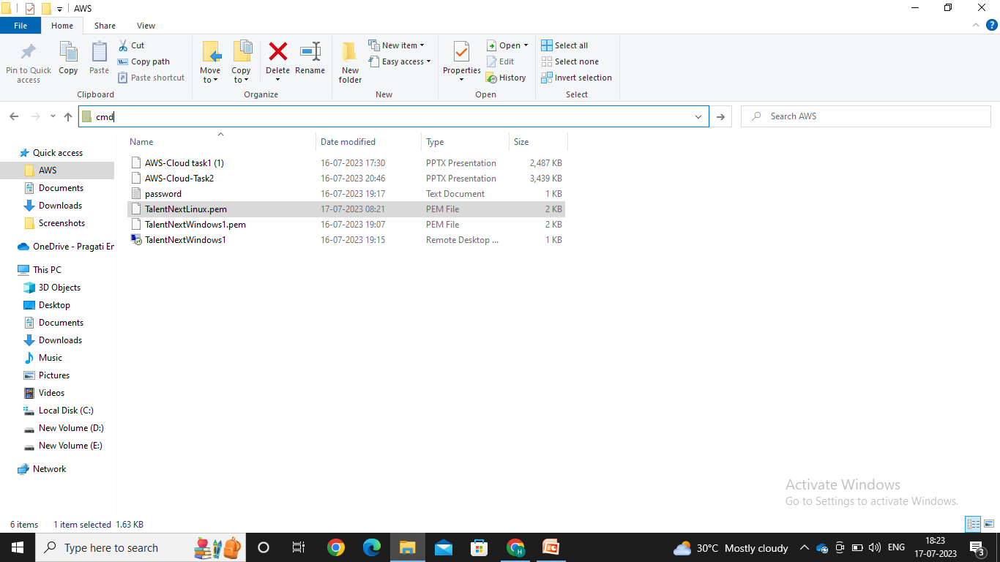 AWS
File Home Share View
Pin to Quick access
Copy
Paste
Cut
Copy path
Paste shortcut
Clipboard
Move to
Copy to
Delete
Rename
Organize
New folder
New item
Easy access
New
Properties
Open
Edit
History
Open
Select all
Select none
Invert selection
Select
cmd
Search AWS
Quick access
AWS
Documents
Downloads
Screenshots
OneDrive - Pragati Er
This PC
3D Objects
Desktop
Documents
Downloads
Music
Pictures
Videos
Local Disk (C:)
New Volume (D:)
New Volume (E:)
Network
Name Date modified Type Size
AWS-Cloud task1 (1) 16-07-2023 17:30 PPTX Presentation 2,487 KB
AWS-Cloud-Task2 16-07-2023 20:46 PPTX Presentation 3,439 KB
password 16-07-2023 19:17 Text Document 1 KB
TalentNextLinux.pem 17-07-2023 08:21 PEM File 2 KB
TalentNextWindows1.pem 16-07-2023 19:07 PEM File 2 KB
TalentNextWindows1 16-07-2023 19:15 Remote Desktop ... 1 KB
Activate Windows
Go to Settings to activate Windows.
6 items 1 item selected 1.63 KB
Type here to search
30°C Mostly cloudy
ENG
18:23
17-07-2023
3